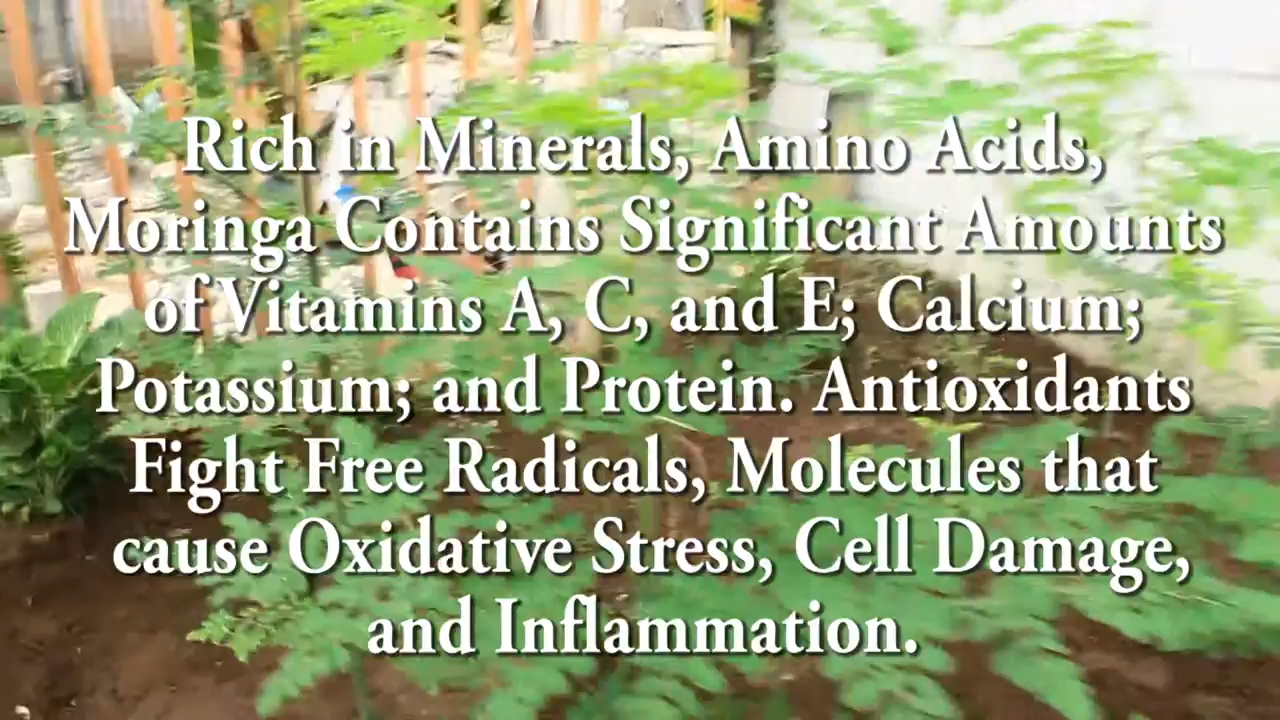 Rich in Minerals, Amino Acids,
Moringa Contains Significant Amounts
of Vitamins A, C, and E; Calcium;
Potassium; and Protein. Antioxidants
Fight Free Radicals, Molecules that
cause Oxidative Stress, Cell Damage,
and Inflammation.